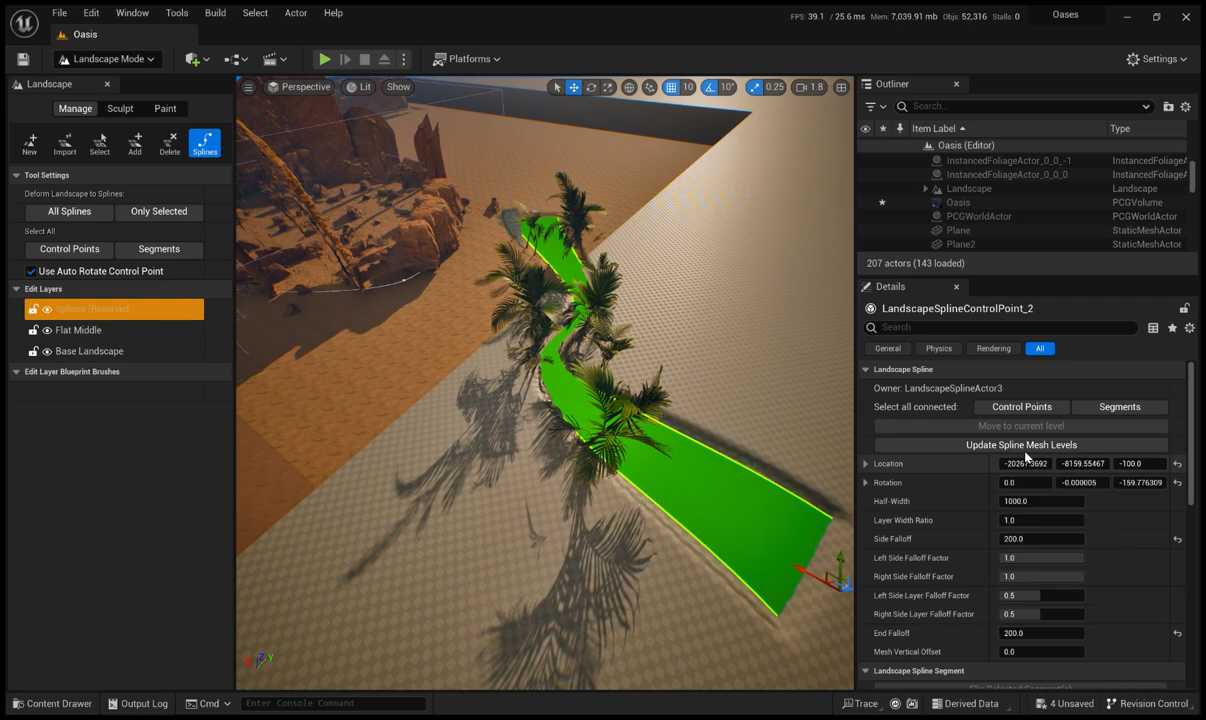 File Edit Window Tools Build Select Actor Help
FPS: 39.1 / 25.6 ms Mem: 7,039.91 mb Objs: 52,316 Stalls: 0
Oases
Oasis
Landscape Mode
Platforms
Settings
Landscape
Manage Sculpt Paint
New Import Select Add Delete Splines
Tool Settings
Deform Landscape to Splines:
All Splines Only Selected
Select All:
Control Points Segments
Use Auto Rotate Control Point
Edit Layers
Splines (Reserved
Flat Middle
Base Landscape
Edit Layer Blueprint Brushes
Perspective Lit Show
10 10° 0.25 1.8
X Z Y
Outliner
Search...
Item Label Type
Oasis (Editor)
InstancedFoliageActor_0_0_-1 InstancedFoliageA
InstancedFoliageActor_0_0_0 InstancedFoliageA
Landscape Landscape
Oasis PCGVolume
PCGWorldActor PCGWorldActor
Plane StaticMeshActor
Plane2 StaticMeshActor
207 actors (143 loaded)
Details
LandscapeSplineControlPoint_2
Search
General Physics Rendering All
Landscape Spline
Owner: LandscapeSplineActor3
Select all connected: Control Points Segments
Move to current level
Update Spline Mesh Levels
Location -8159.55467 -100.0
Rotation 0.0 -0.000005 -159.776309
Half-Width 1000.0
Layer Width Ratio 1.0
Side Falloff 200.0
Left Side Falloff Factor 1.0
Right Side Falloff Factor 1.0
Left Side Layer Falloff Factor 0.5
Right Side Layer Falloff Factor 0.5
End Falloff 200.0
Mesh Vertical Offset 0.0
Landscape Spline Segment
Content Drawer Output Log Cmd Enter Console Command
Trace Derived Data 4 Unsaved Revision Control